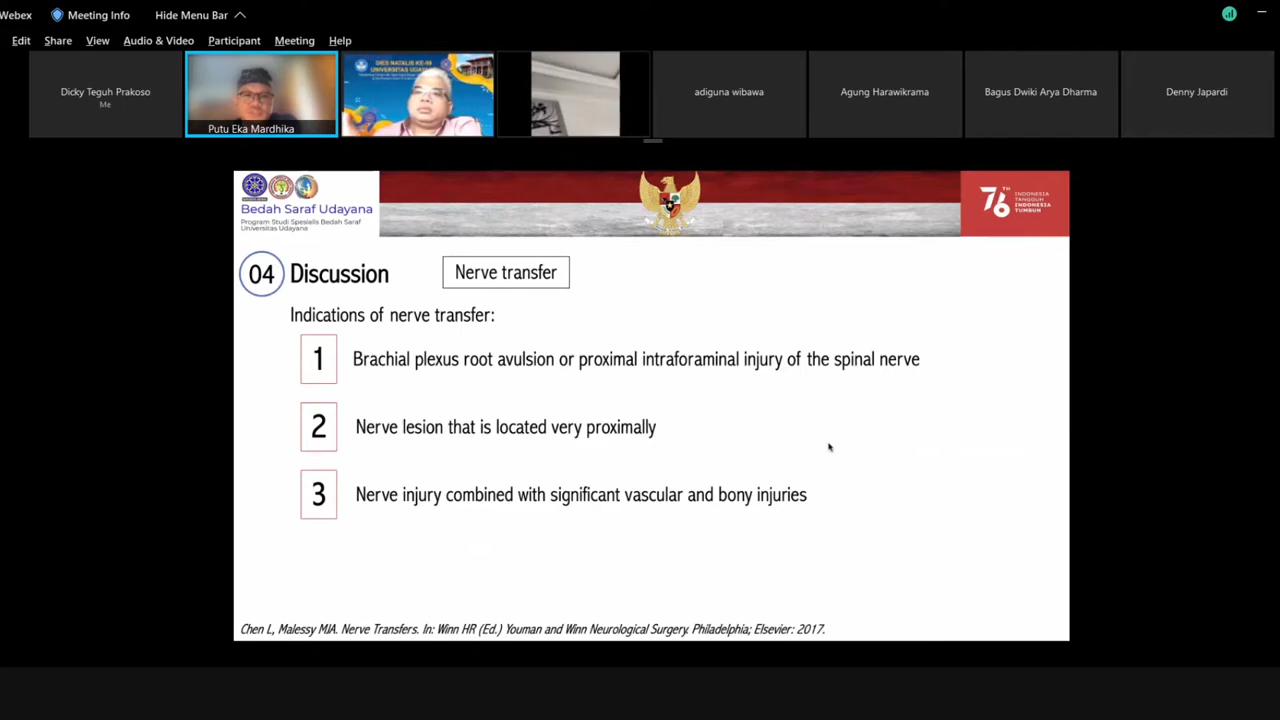 Webex
Meeting Info
Hide Menu Bar
Edit
Share
View
Audio & Video
Participant
Meeting
Help
Dicky Teguh Prakoso
Me
Putu Eka Mardhika
DIES NATALIS KE-59
adiguna wibawa
Agung Harawikrama
Bagus Dwiki Arya Dharma
Denny Japardi
Bedah Saraf Udayana
Program Studi Spesialis Bedah Saraf
Universitas Udayana
76TH
INDONESIA
TANGGUH
INDONESIA
TUMBUH
04 Discussion
Nerve transfer
Indications of nerve transfer:
1 Brachial plexus root avulsion or proximal intraforaminal injury of the spinal nerve
2 Nerve lesion that is located very proximally
3 Nerve injury combined with significant vascular and bony injuries
Chen L, Malessy MJA. Nerve Transfers. In: Winn HR (Ed.) Youman and Winn Neurological Surgery. Philadelphia; Elsevier: 2017.